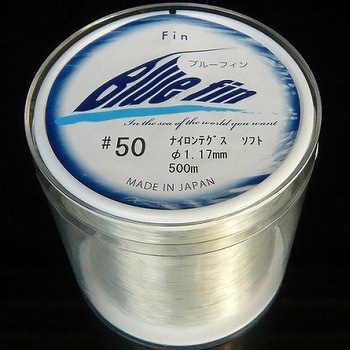 Fin
ブルーフィン
Blue fin
In the sea of the world you want
#50 ナイロンテグス ソフト
φ1.17mm
500m
MADE IN JAPAN